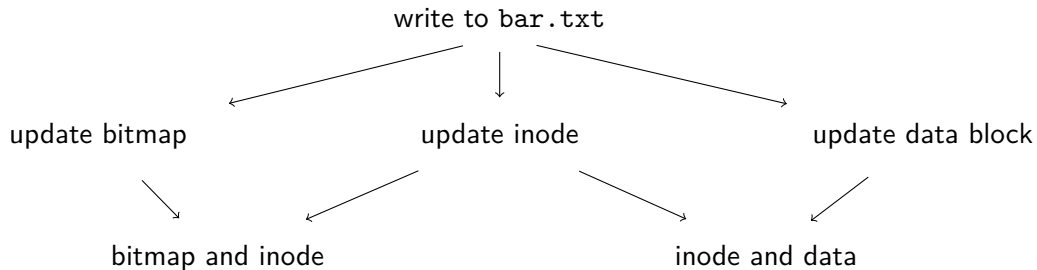 write to bar.txt
update bitmap update inode update data block
bitmap and inode inode and data